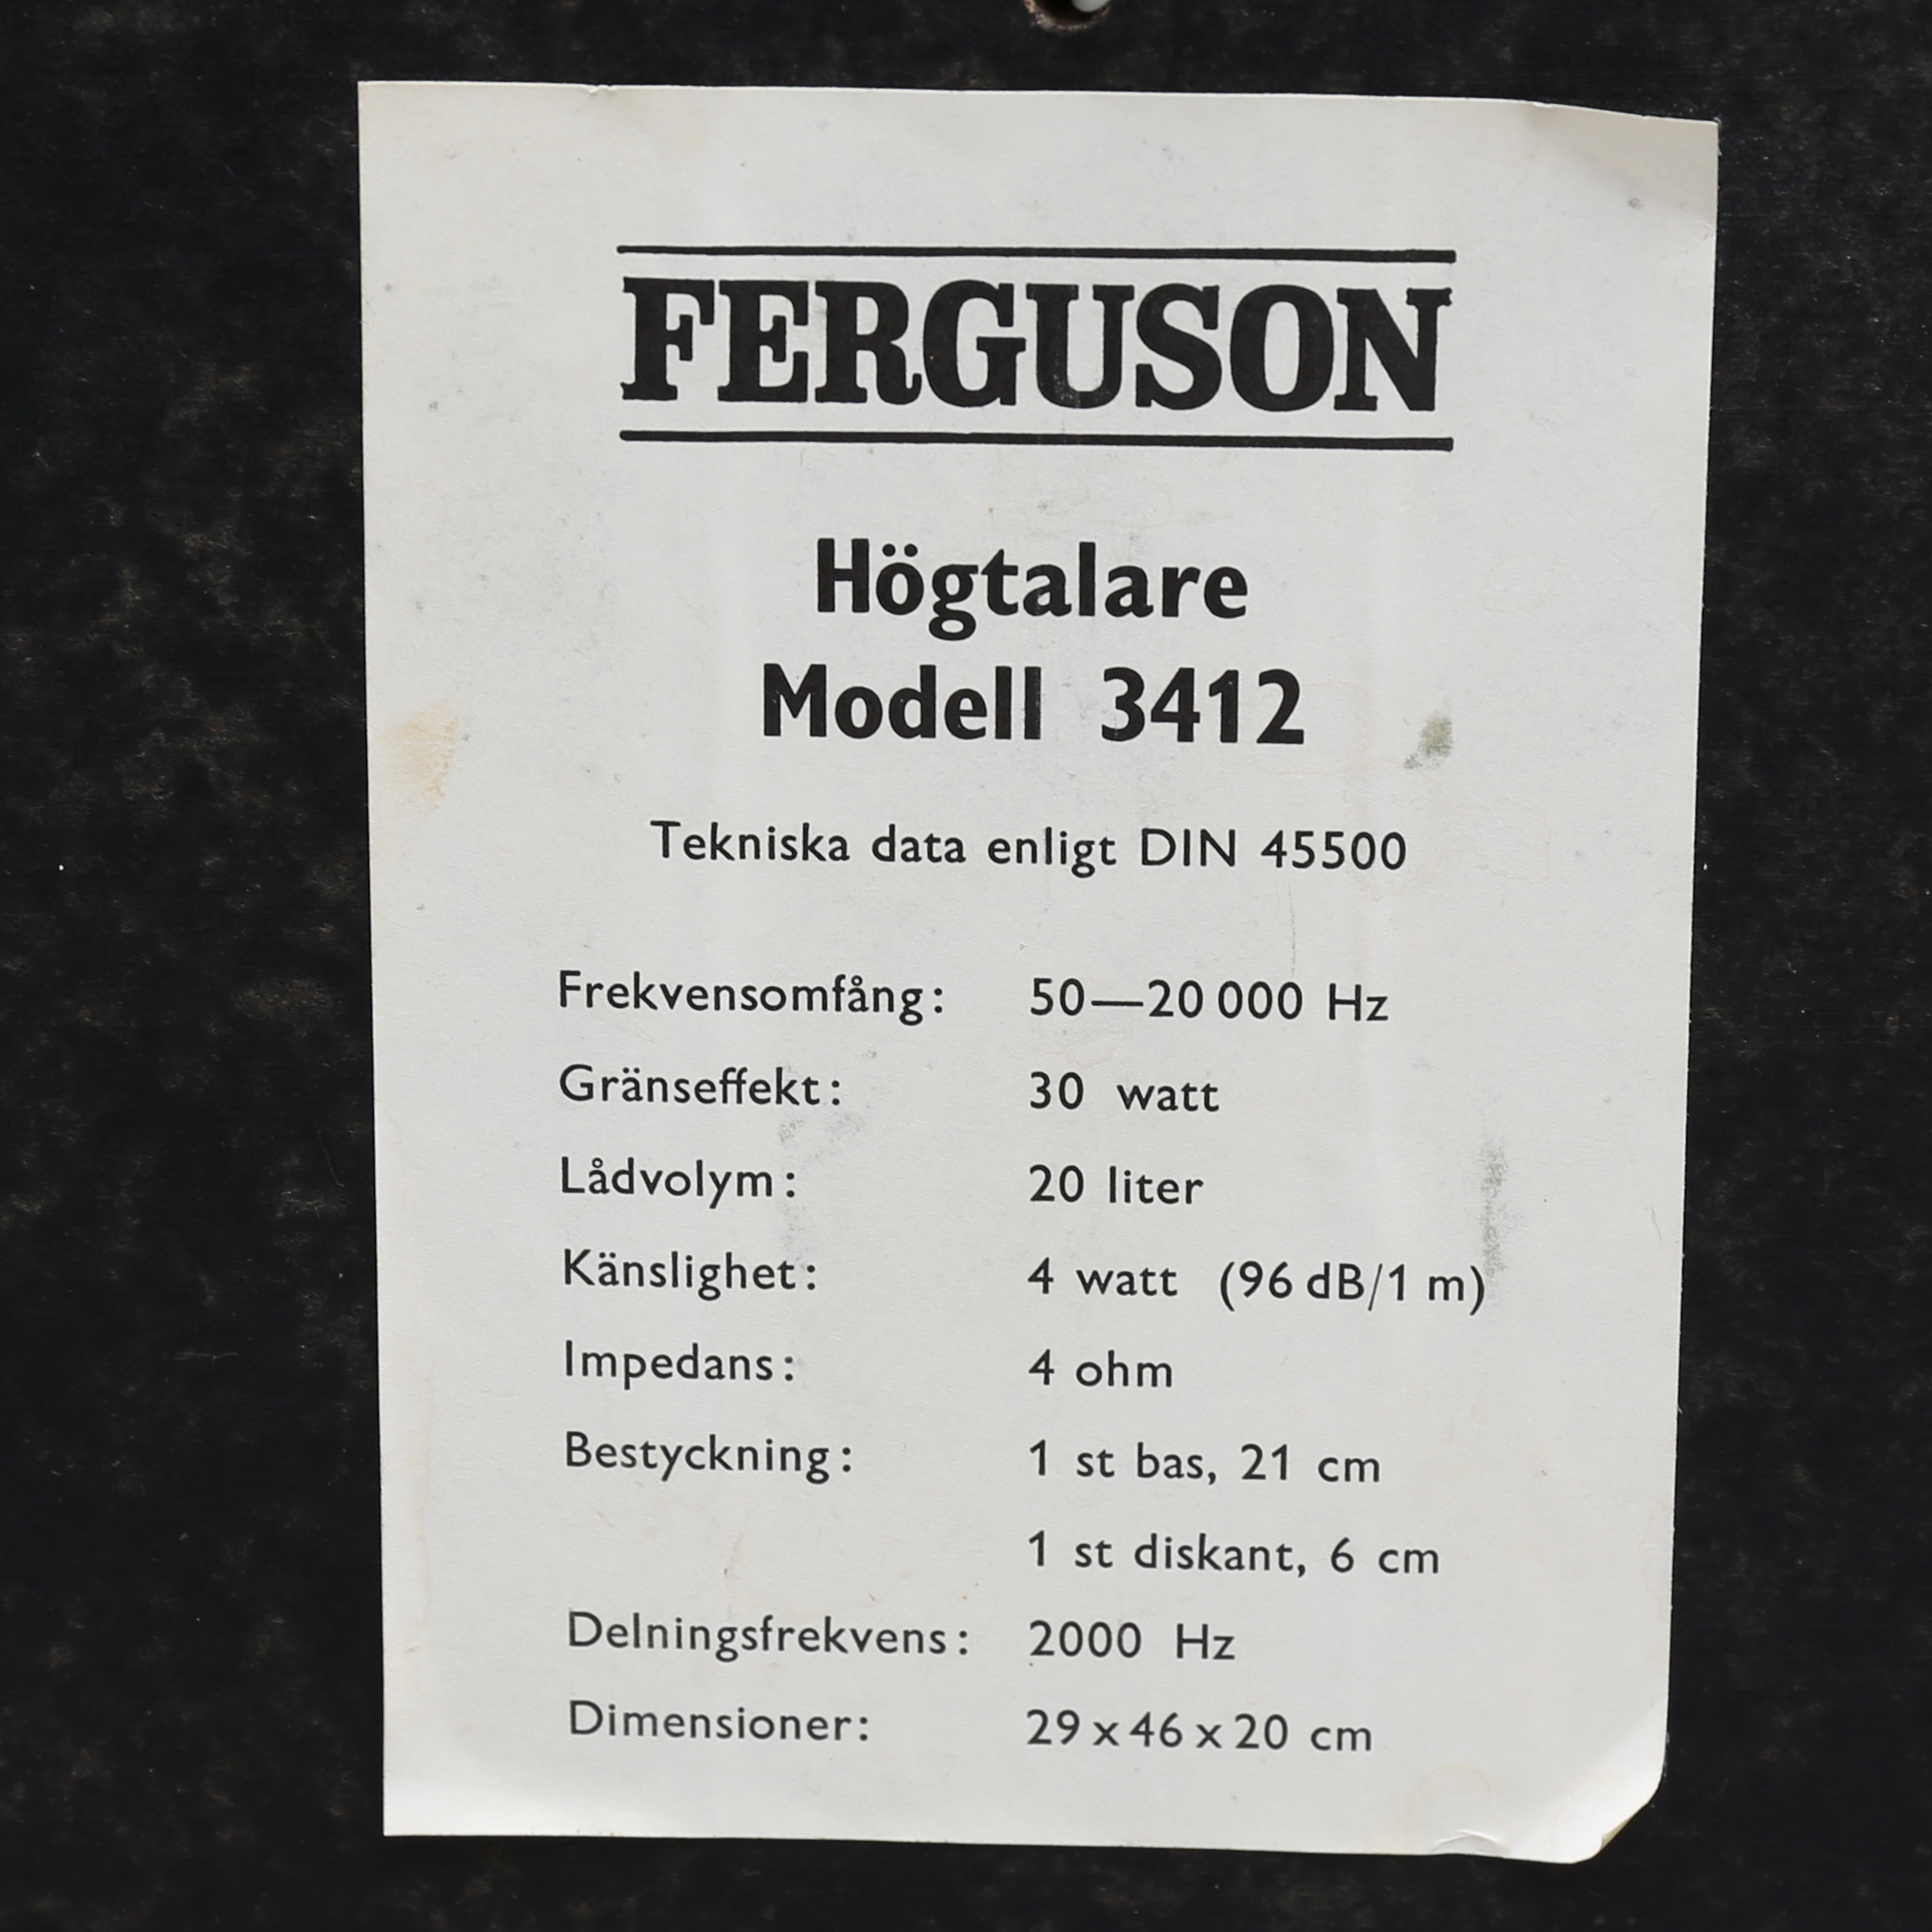 FERGUSON
Högtalare
Modell 3412
Tekniska data enligt DIN 45500
Frekvensomfång: 50—20 000 Hz
Gränseffekt: 30 watt
Lådvolym: 20 liter
Känslighet: 4 watt (96 dB/1 m)
Impedans: 4 ohm
Bestyckning: 1 st bas, 21 cm
1 st diskant, 6 cm
Delningsfrekvens: 2000 Hz
Dimensioner: 29 x 46 x 20 cm